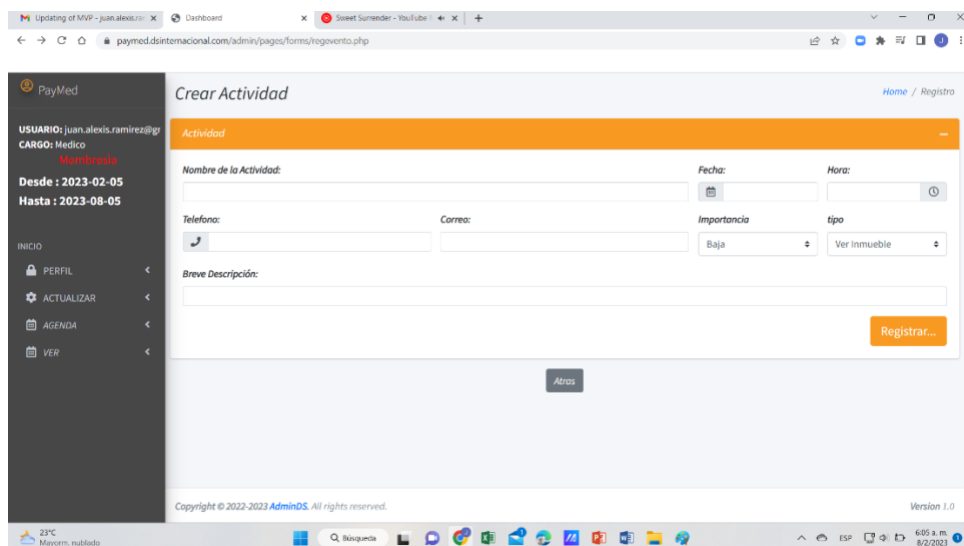 Updating of MVP - juan.alexis.rar
Dashboard
Sweet Surrender - YouTube
paymed.dsinternacional.com/admin/pages/forms/regevento.php
J
PayMed
Crear Actividad
Home / Registro
USUARIO: juan.alexis.ramirez@gr
CARGO: Medico
Membresia
Desde : 2023-02-05
Hasta : 2023-08-05
Actividad
Nombre de la Actividad:
Fecha:
Hora:
Telefono:
Correo:
Importancia
tipo
Baja
Ver Inmueble
Breve Descripción:
Registrar...
INICIO
PERFIL
ACTUALIZAR
AGENDA
VER
Atras
Copyright © 2022-2023 AdminDS. All rights reserved.
Version 1.0
23°C
Mayorm. nublado
Búsqueda
ESP
6:05 a. m.
8/2/2023